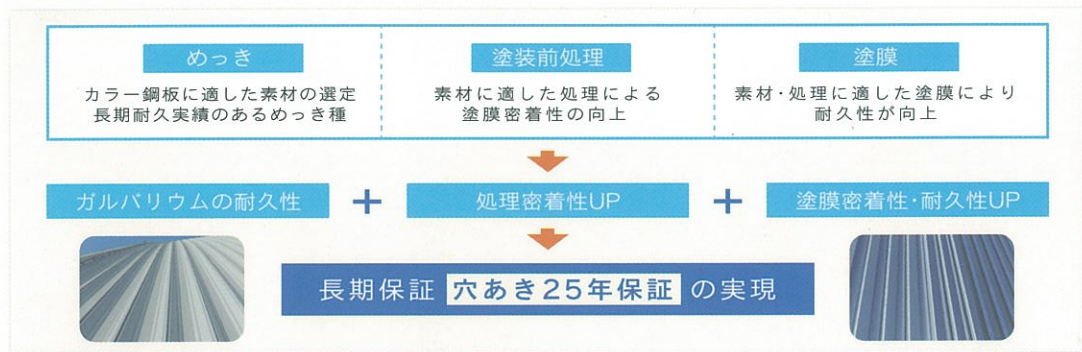 めっき
カラー鋼板に適した素材の選定
長期耐久実績のあるめっき種
塗装前処理
素材に適した処理による
塗膜密着性の向上
塗膜
素材・処理に適した塗膜により
耐久性が向上
ガルバリウムの耐久性
+
処理密着性UP
+
塗膜密着性・耐久性UP
長期保証 穴あき25年保証 の実現